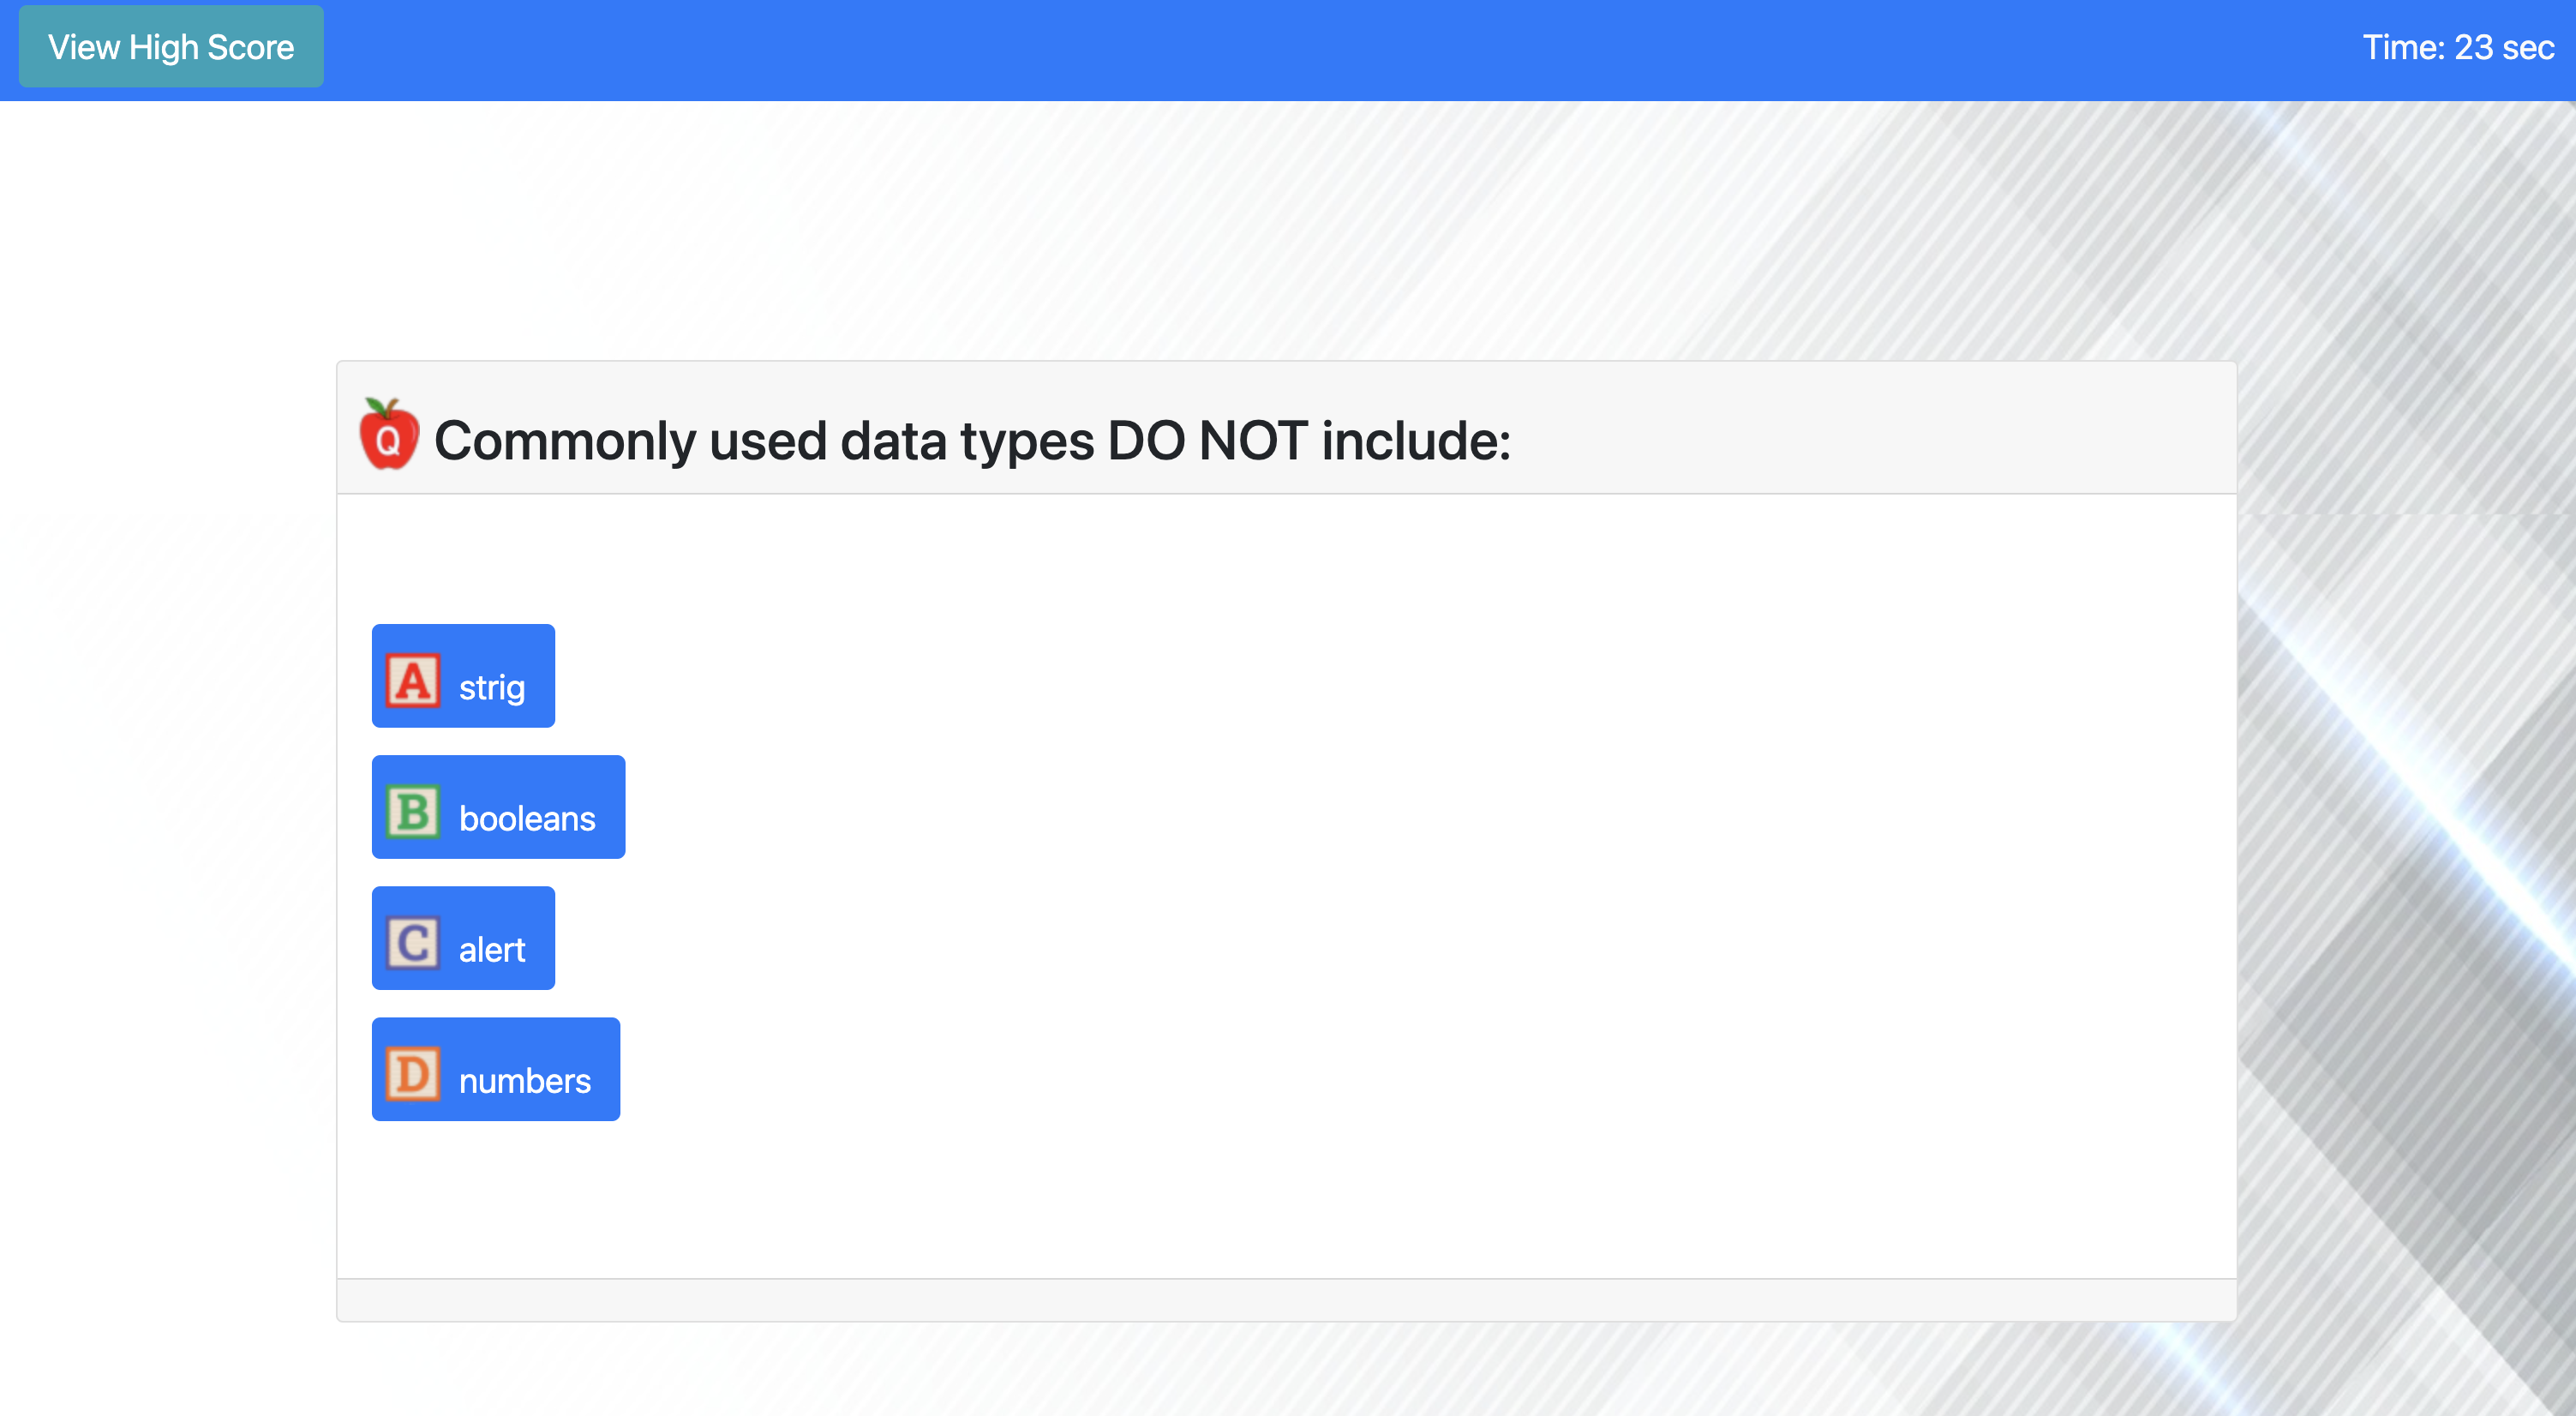 View High Score
Time: 23 sec
Q Commonly used data types DO NOT include:
A strig
B booleans
C alert
D numbers